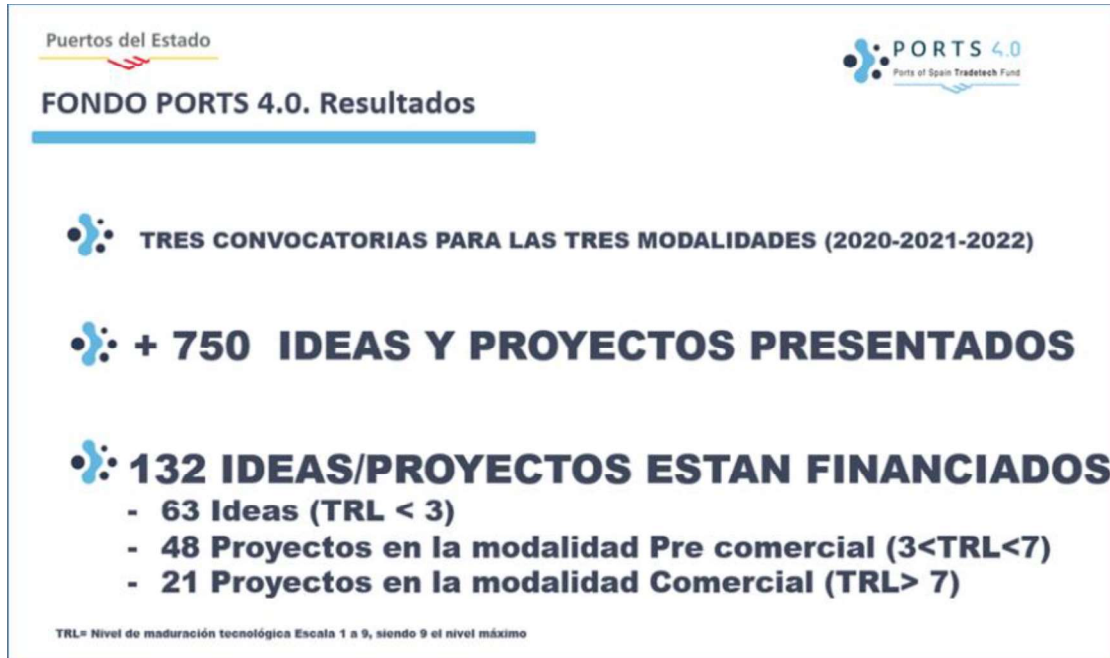 Puertos del Estado
PORTS 4.0
Ports of Spain Tradetech Fund
FONDO PORTS 4.0. Resultados
TRES CONVOCATORIAS PARA LAS TRES MODALIDADES (2020-2021-2022)
+ 750 IDEAS Y PROYECTOS PRESENTADOS
132 IDEAS/PROYECTOS ESTAN FINANCIADOS
- 63 Ideas (TRL < 3)
- 48 Proyectos en la modalidad Pre comercial (3<TRL<7)
- 21 Proyectos en la modalidad Comercial (TRL> 7)
TRL= Nivel de maduración tecnológica Escala 1 a 9, siendo 9 el nivel máximo